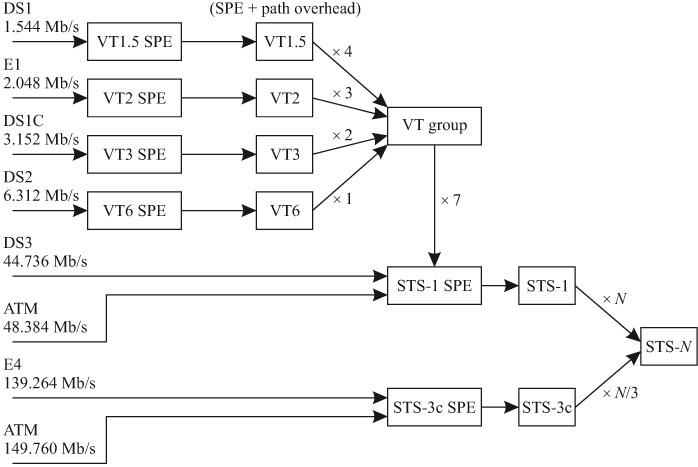 (SPE + path overhead)
DS1
1.544 Mb/s
VT1.5 SPE
VT1.5
× 4
E1
2.048 Mb/s
VT2 SPE
VT2
× 3
VT group
DS1C
3.152 Mb/s
VT3 SPE
VT3
× 2
DS2
6.312 Mb/s
VT6 SPE
VT6
× 1
× 7
DS3
44.736 Mb/s
STS-1 SPE
STS-1
× N
ATM
48.384 Mb/s
STS-N
E4
139.264 Mb/s
STS-3c SPE
STS-3c
× N/3
ATM
149.760 Mb/s